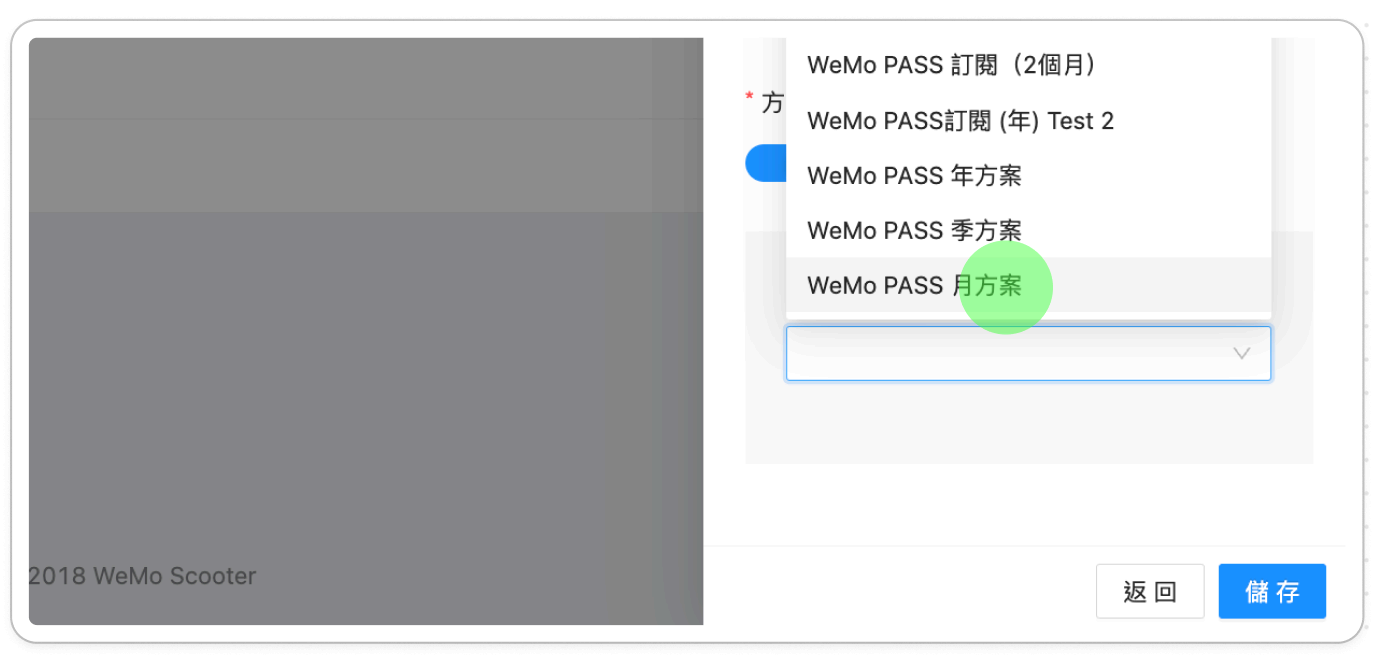 WeMo PASS 訂閱（2個月）
* 方
WeMo PASS訂閱 (年) Test 2
WeMo PASS 年方案
WeMo PASS 季方案
WeMo PASS 月方案
2018 WeMo Scooter
返 回
儲 存